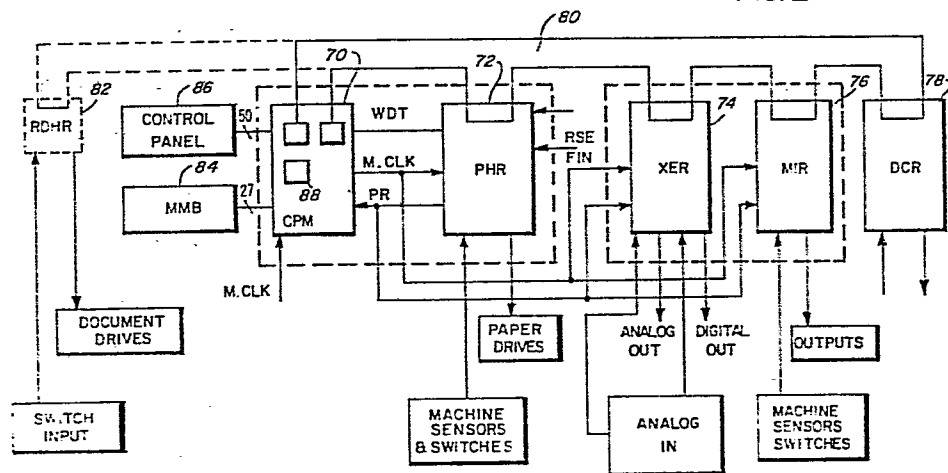 80
70
72
74
76
78
82
86
RDHR
CONTROL
PANEL
50
84
MMB
27
88
CPM
WDT
M.CLK
PR
PHR
RSE
FIN
XER
MIR
DCR
M.CLK
DOCUMENT
DRIVES
PAPER
DRIVES
ANALOG
OUT
DIGITAL
OUT
OUTPUTS
SWITCH
INPUT
MACHINE
SENSORS
& SWITCHES
ANALOG
IN
MACHINE
SENSORS
SWITCHES